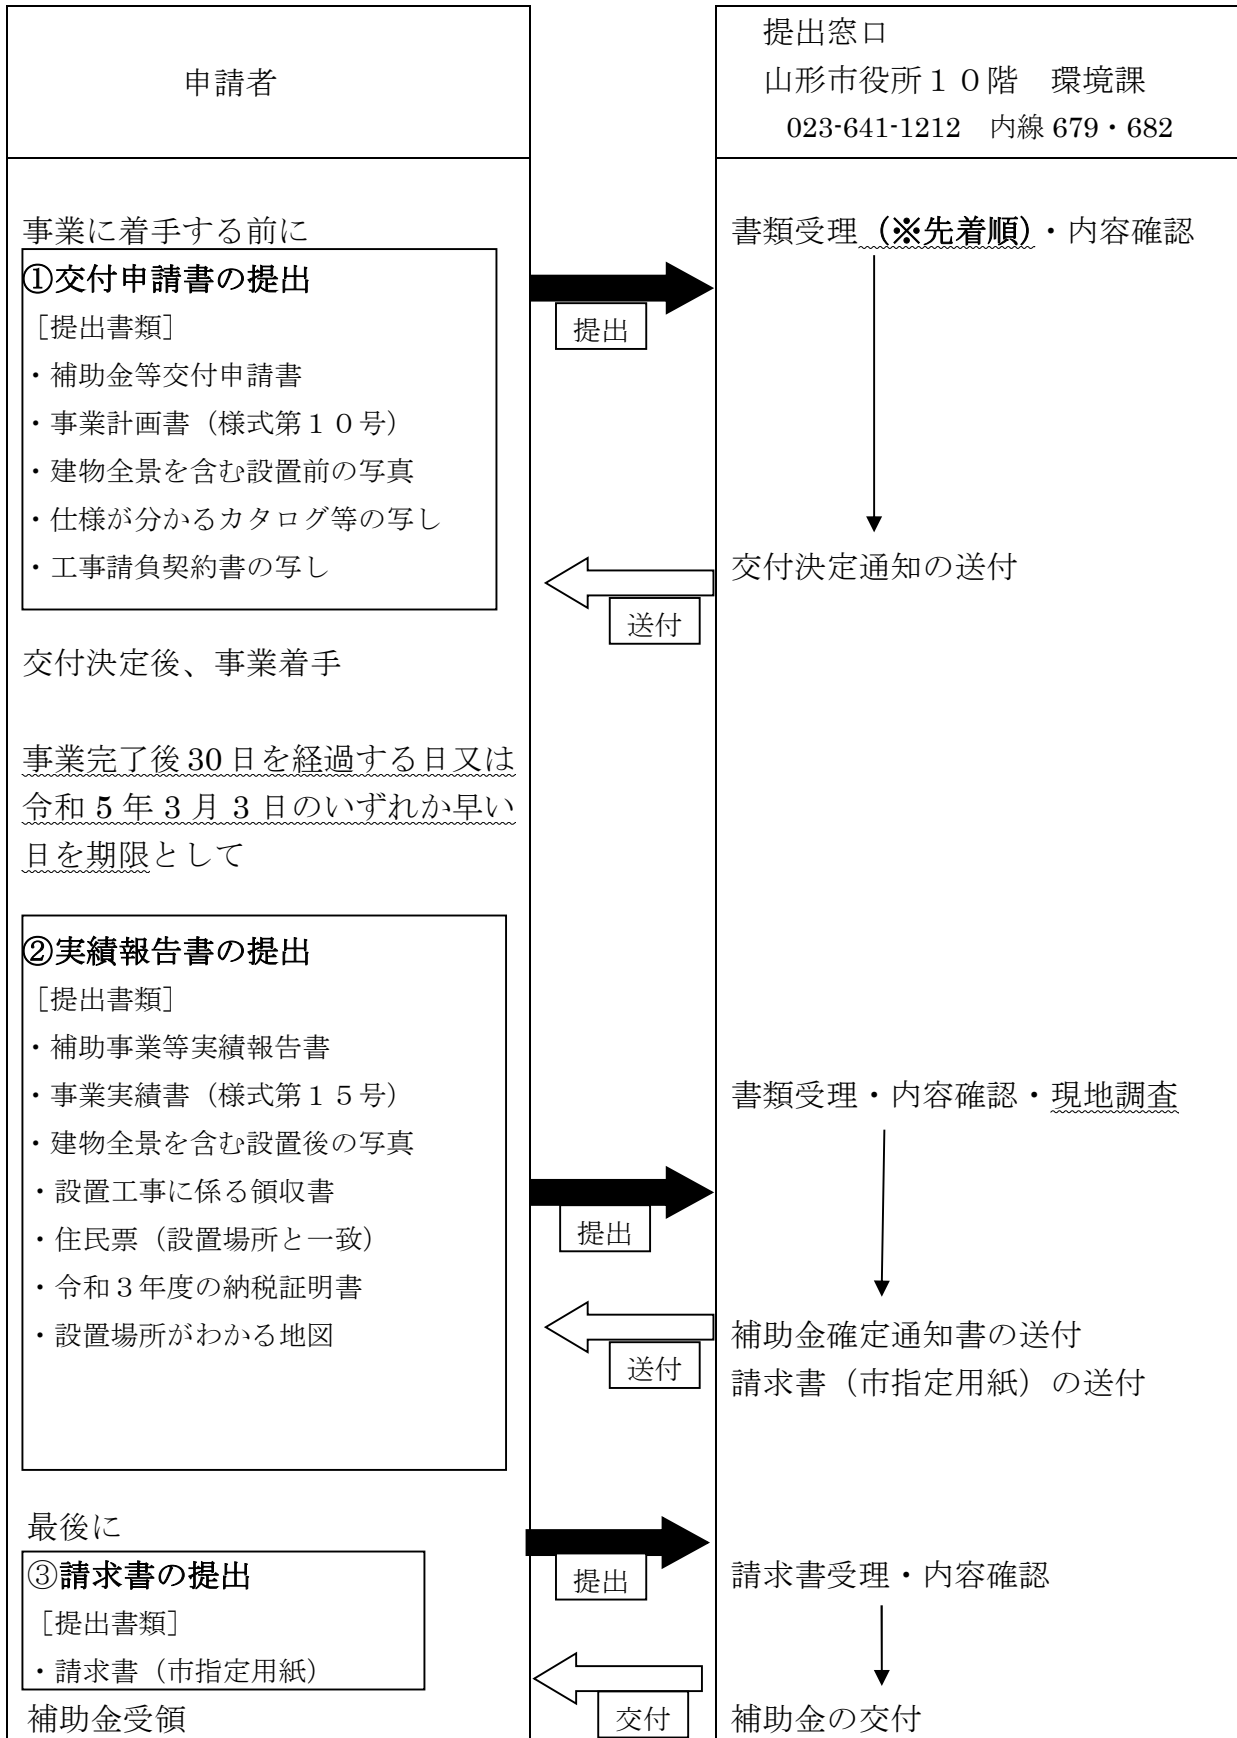 申請者
提出窓口
山形市役所１０階　環境課
023-641-1212　内線 679・682
事業に着手する前に
①交付申請書の提出
［提出書類］
・補助金等交付申請書
・事業計画書（様式第１０号）
・建物全景を含む設置前の写真
・仕様が分かるカタログ等の写し
・工事請負契約書の写し
提出
書類受理（※先着順）・内容確認
交付決定通知の送付
送付
交付決定後、事業着手
事業完了後 30 日を経過する日又は
令和 5 年 3 月 3 日のいずれか早い
日を期限として
②実績報告書の提出
［提出書類］
・補助事業等実績報告書
・事業実績書（様式第１５号）
・建物全景を含む設置後の写真
・設置工事に係る領収書
・住民票（設置場所と一致）
・令和３年度の納税証明書
・設置場所がわかる地図
提出
書類受理・内容確認・現地調査
送付
補助金確定通知書の送付
請求書（市指定用紙）の送付
最後に
③請求書の提出
［提出書類］
・請求書（市指定用紙）
提出
請求書受理・内容確認
補助金受領
交付
補助金の交付